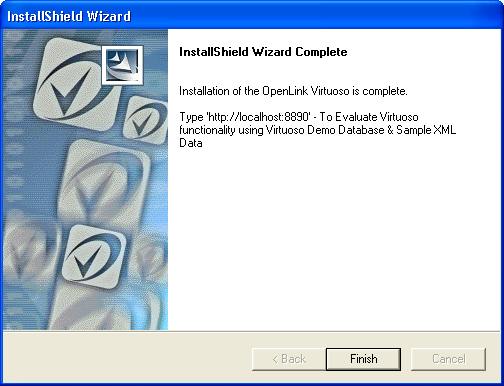 InstallShield Wizard
InstallShield Wizard Complete
Installation of the OpenLink Virtuoso is complete.
Type 'http://localhost:8890' - To Evaluate Virtuoso
functionality using Virtuoso Demo Database & Sample XML
Data
< Back Finish Cancel